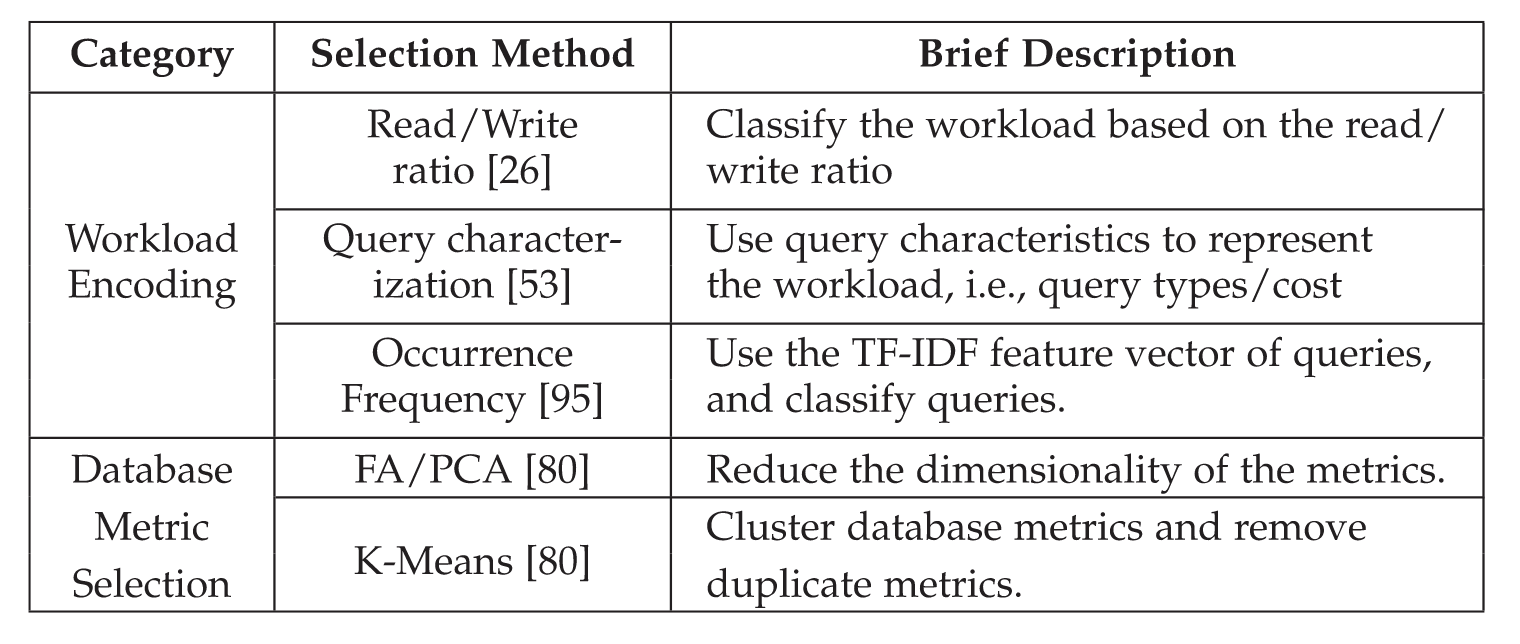 Category Selection Method Brief Description
Workload
Encoding
Read/Write
ratio [26]
Classify the workload based on the read/
write ratio
Query character-
ization [53]
Use query characteristics to represent
the workload, i.e., query types/cost
Occurrence
Frequency [95]
Use the TF-IDF feature vector of queries,
and classify queries.
Database
Metric
Selection
FA/PCA [80]
Reduce the dimensionality of the metrics.
K-Means [80]
Cluster database metrics and remove
duplicate metrics.